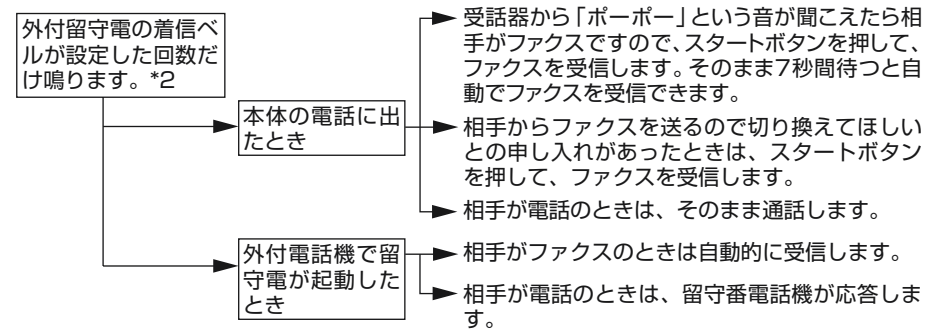 外付留守電の着信ベ
ルが設定した回数だ
け鳴ります。*2
本体の電話に出
たとき
受話器から「ポーポー」という音が聞こえたら相
手がファクスですので、スタートボタンを押して、
ファクスを受信します。そのまま7秒間待つと自
動でファクスを受信できます。
相手からファクスを送るので切り換えてほしい
との申し入れがあったときは、スタートボタン
を押して、ファクスを受信します。
相手が電話のときは、そのまま通話します。
外付電話機で留
守電が起動した
とき
相手がファクスのときは自動的に受信します。
相手が電話のときは、留守番電話機が応答しま
す。